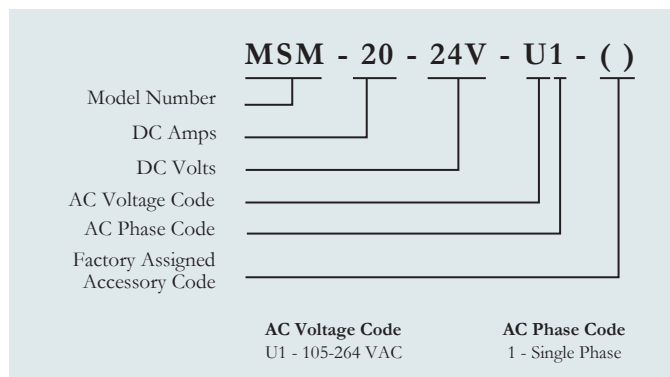 MSM - 20 - 24V - U1 - ( )
Model Number
DC Amps
DC Volts
AC Voltage Code
AC Phase Code
Factory Assigned
Accessory Code
AC Voltage Code
U1 - 105-264 VAC
AC Phase Code
1 - Single Phase